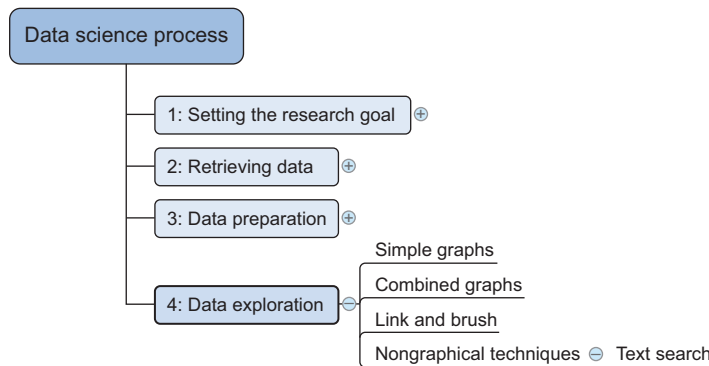 Data science process
1: Setting the research goal
2: Retrieving data
3: Data preparation
4: Data exploration
Simple graphs
Combined graphs
Link and brush
Nongraphical techniques
Text search